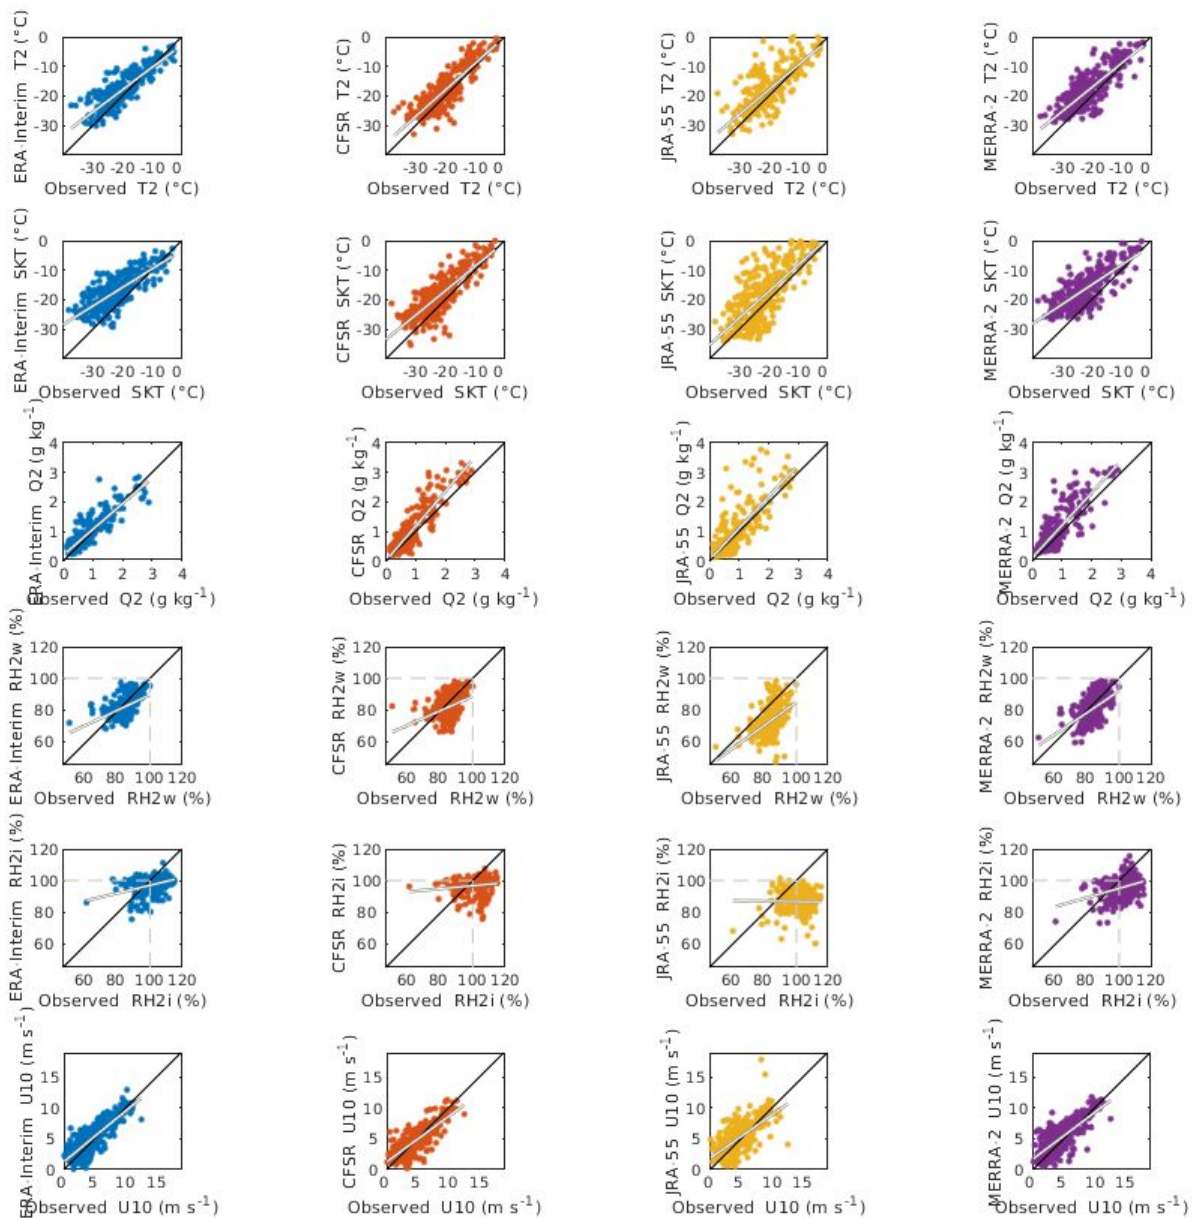 ERA-Interim T2 (°C)
0
-10
-20
-30
-30 -20 -10 0
Observed T2 (°C)
CFSR T2 (°C)
0
-10
-20
-30
-30 -20 -10 0
Observed T2 (°C)
JRA-55 T2 (°C)
0
-10
-20
-30
-30 -20 -10 0
Observed T2 (°C)
MERRA-2 T2 (°C)
0
-10
-20
-30
-30 -20 -10 0
Observed T2 (°C)
ERA-Interim SKT (°C)
0
-10
-20
-30
-30 -20 -10 0
Observed SKT (°C)
CFSR SKT (°C)
0
-10
-20
-30
-30 -20 -10 0
Observed SKT (°C)
JRA-55 SKT (°C)
0
-10
-20
-30
-30 -20 -10 0
Observed SKT (°C)
MERRA-2 SKT (°C)
0
-10
-20
-30
-30 -20 -10 0
Observed SKT (°C)
ERA-Interim Q2 (g kg⁻¹)
4
3
2
1
0
0 1 2 3 4
Observed Q2 (g kg⁻¹)
CFSR Q2 (g kg⁻¹)
4
3
2
1
0
0 1 2 3 4
Observed Q2 (g kg⁻¹)
JRA-55 Q2 (g kg⁻¹)
4
3
2
1
0
0 1 2 3 4
Observed Q2 (g kg⁻¹)
MERRA-2 Q2 (g kg⁻¹)
4
3
2
1
0
0 1 2 3 4
Observed Q2 (g kg⁻¹)
ERA-Interim RH2w (%)
120
100
80
60
60 80 100 120
Observed RH2w (%)
CFSR RH2w (%)
120
100
80
60
60 80 100 120
Observed RH2w (%)
JRA-55 RH2w (%)
120
100
80
60
60 80 100 120
Observed RH2w (%)
MERRA-2 RH2w (%)
120
100
80
60
60 80 100 120
Observed RH2w (%)
ERA-Interim RH2i (%)
120
100
80
60
60 80 100 120
Observed RH2i (%)
CFSR RH2i (%)
120
100
80
60
60 80 100 120
Observed RH2i (%)
JRA-55 RH2i (%)
120
100
80
60
60 80 100 120
Observed RH2i (%)
MERRA-2 RH2i (%)
120
100
80
60
60 80 100 120
Observed RH2i (%)
ERA-Interim U10 (m s⁻¹)
15
10
5
0
0 5 10 15
Observed U10 (m s⁻¹)
CFSR U10 (m s⁻¹)
15
10
5
0
0 5 10 15
Observed U10 (m s⁻¹)
JRA-55 U10 (m s⁻¹)
15
10
5
0
0 5 10 15
Observed U10 (m s⁻¹)
MERRA-2 U10 (m s⁻¹)
15
10
5
0
0 5 10 15
Observed U10 (m s⁻¹)